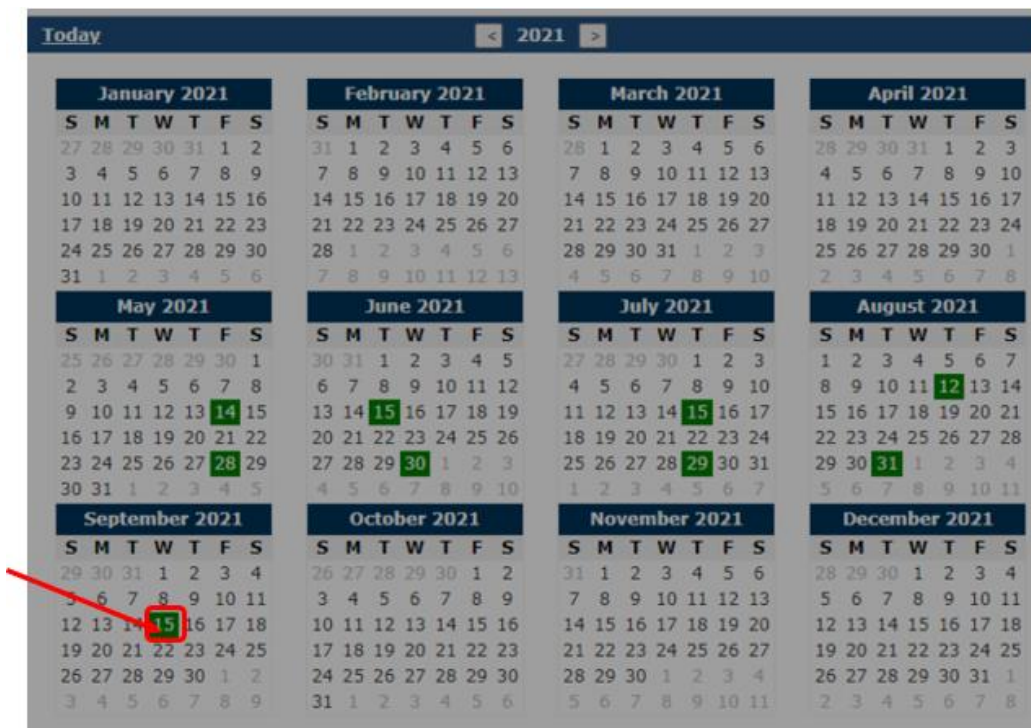 Today < 2021 >
January 2021 February 2021 March 2021 April 2021
S M T W T F S S M T W T F S S M T W T F S S M T W T F S
27 28 29 30 31 1 2 31 1 2 3 4 5 6 28 1 2 3 4 5 6 28 29 30 31 1 2 3
3 4 5 6 7 8 9 7 8 9 10 11 12 13 7 8 9 10 11 12 13 4 5 6 7 8 9 10
10 11 12 13 14 15 16 14 15 16 17 18 19 20 14 15 16 17 18 19 20 11 12 13 14 15 16 17
17 18 19 20 21 22 23 21 22 23 24 25 26 27 21 22 23 24 25 26 27 18 19 20 21 22 23 24
24 25 26 27 28 29 30 28 1 2 3 4 5 6 28 29 30 31 1 2 3 25 26 27 28 29 30 1
31 1 2 3 4 5 6 7 8 9 10 11 12 13 4 5 6 7 8 9 10 2 3 4 5 6 7 8
May 2021 June 2021 July 2021 August 2021
S M T W T F S S M T W T F S S M T W T F S S M T W T F S
25 26 27 28 29 30 1 30 31 1 2 3 4 5 27 28 29 30 1 2 3 1 2 3 4 5 6 7
2 3 4 5 6 7 8 6 7 8 9 10 11 12 4 5 6 7 8 9 10 8 9 10 11 12 13 14
9 10 11 12 13 14 15 13 14 15 16 17 18 19 11 12 13 14 15 16 17 15 16 17 18 19 20 21
16 17 18 19 20 21 22 20 21 22 23 24 25 26 18 19 20 21 22 23 24 22 23 24 25 26 27 28
23 24 25 26 27 28 29 27 28 29 30 1 2 3 25 26 27 28 29 30 31 29 30 31 1 2 3 4
30 31 1 2 3 4 5 4 5 6 7 8 9 10 1 2 3 4 5 6 7 5 6 7 8 9 10 11
September 2021 October 2021 November 2021 December 2021
S M T W T F S S M T W T F S S M T W T F S S M T W T F S
29 30 31 1 2 3 4 26 27 28 29 30 1 2 31 1 2 3 4 5 6 28 29 30 1 2 3 4
5 6 7 8 9 10 11 3 4 5 6 7 8 9 7 8 9 10 11 12 13 5 6 7 8 9 10 11
12 13 14 15 16 17 18 10 11 12 13 14 15 16 14 15 16 17 18 19 20 12 13 14 15 16 17 18
19 20 21 22 23 24 25 17 18 19 20 21 22 23 21 22 23 24 25 26 27 19 20 21 22 23 24 25
26 27 28 29 30 1 2 24 25 26 27 28 29 30 28 29 30 1 2 3 4 26 27 28 29 30 31 1
3 4 5 6 7 8 9 31 1 2 3 4 5 6 5 6 7 8 9 10 11 2 3 4 5 6 7 8